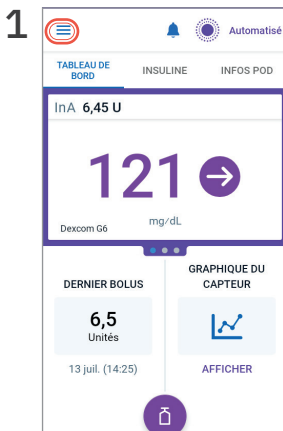 1
Automatisé
TABLEAU DE
BORD
INSULINE
INFOS POD
InA 6,45 U
121
mg/dL
Dexcom G6
DERNIER BOLUS
GRAPHIQUE DU
CAPTEUR
6,5
Unités
13 juil. (14:25)
AFFICHER